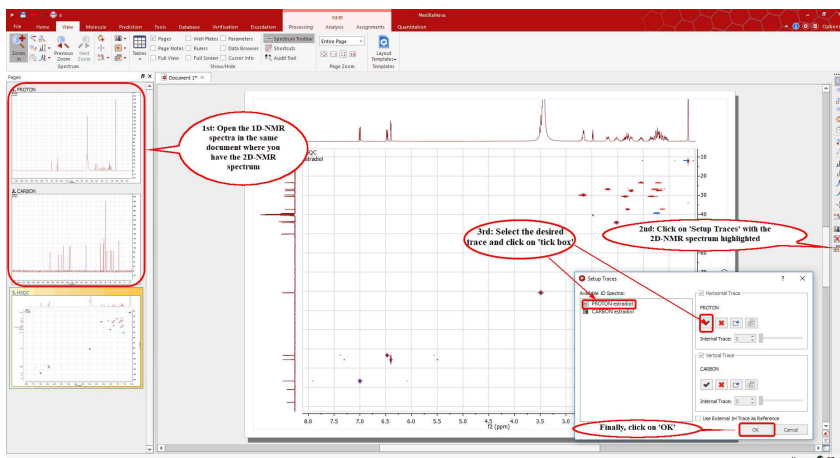 NMR
MestReNova
File Home View Molecule Prediction Tools Database Verification Elucidation Processing Analysis Assignments Quantitation
Options
Zoom In
Previous Zoom
Next Zoom
Spectrum
Tables
Pages Well Plates Parameters
Page Notes Rulers Data Browser
Full View Full Screen Cursor Info
Spectrum Toolbar
Shortcuts
Audit Trail
Show/Hide
Entire Page
Page Zoom
Layout Templates
Templates
Pages
Document 1*
1. PROTON
2. CARBON
3. HSQC
1st: Open the 1D-NMR
spectra in the same
document where you
have the 2D-NMR
spectrum
estradiol
-10
-20
-30
-40
2nd: Click on 'Setup Traces' with the
2D-NMR spectrum highlighted
3rd: Select the desired
trace and click on 'tick box'
Setup Traces
? ×
Available 1D Spectra:
PROTON estradiol
CARBON estradiol
Horizontal Trace
PROTON
Internal Trace:
Vertical Trace
CARBON
Internal Trace:
Use External 1H Trace as Reference
OK Cancel
Finally, click on 'OK'
8.0 7.5 7.0 6.5 6.0 5.5 5.0 4.5 4.0 3.5 3.0
f2 (ppm)